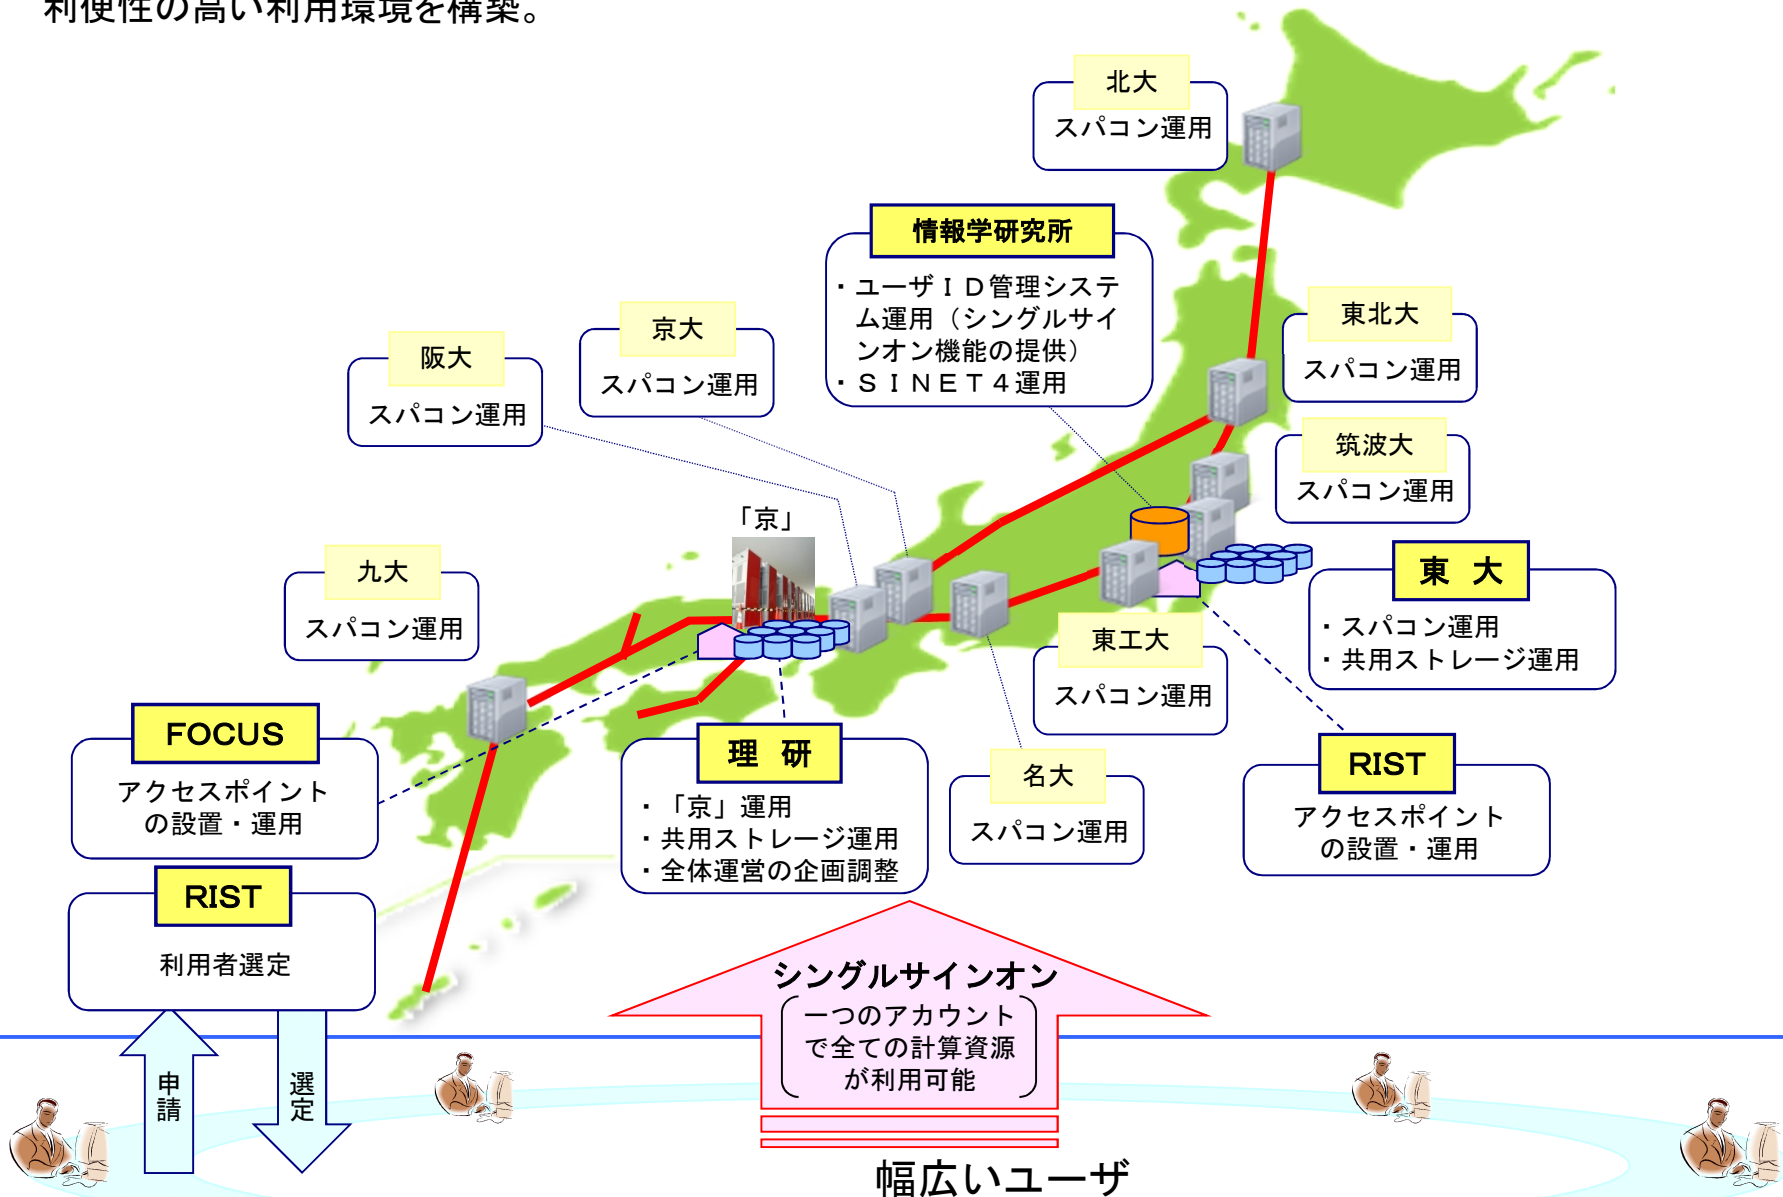 利便性の高い利用環境を構築。
北大
スパコン運用
情報学研究所
・ユーザＩＤ管理システ
ム運用（シングルサイ
ンオン機能の提供）
・ＳＩＮＥＴ４運用
東北大
スパコン運用
京大
スパコン運用
阪大
スパコン運用
筑波大
スパコン運用
「京」
九大
スパコン運用
東 大
・スパコン運用
・共用ストレージ運用
東工大
スパコン運用
FOCUS
アクセスポイント
の設置・運用
理 研
・「京」運用
・共用ストレージ運用
・全体運営の企画調整
名大
スパコン運用
RIST
アクセスポイント
の設置・運用
RIST
利用者選定
シングルサインオン
一つのアカウント
で全ての計算資源
が利用可能
申請
選定
幅広いユーザ